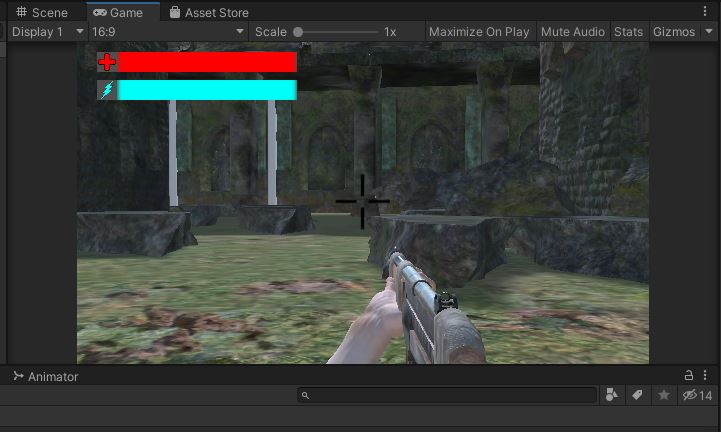 Scene Game Asset Store
Display 1 16:9 Scale 1x Maximize On Play Mute Audio Stats Gizmos
Animator
14